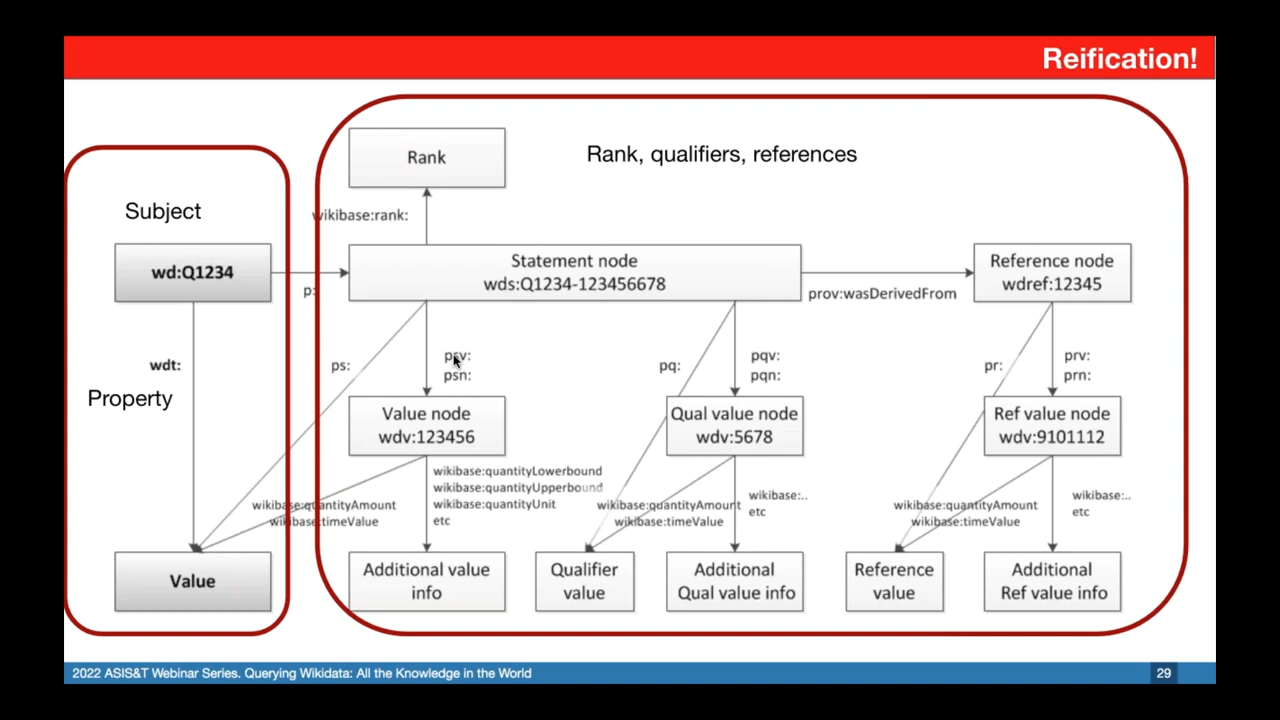 Reification!
Rank, qualifiers, references
Rank
wikibase:rank:
Subject
wd:Q1234
p:
Statement node
wds:Q1234-123456678
prov:wasDerivedFrom
Reference node
wdref:12345
wdt:
Property
ps:
psv:
psn:
pq:
pqv:
pqn:
pr:
prv:
prn:
Value node
wdv:123456
Qual value node
wdv:5678
Ref value node
wdv:9101112
wikibase:quantityAmount
wikibase:timeValue
wikibase:quantityLowerbound
wikibase:quantityUpperbound
wikibase:quantityUnit
etc
wikibase:quantityAmount
wikibase:timeValue
wikibase:..
etc
wikibase:quantityAmount
wikibase:timeValue
wikibase:..
etc
Value
Additional value
info
Qualifier
value
Additional
Qual value info
Reference
value
Additional
Ref value info
2022 ASIS&T Webinar Series. Querying Wikidata: All the Knowledge in the World
29